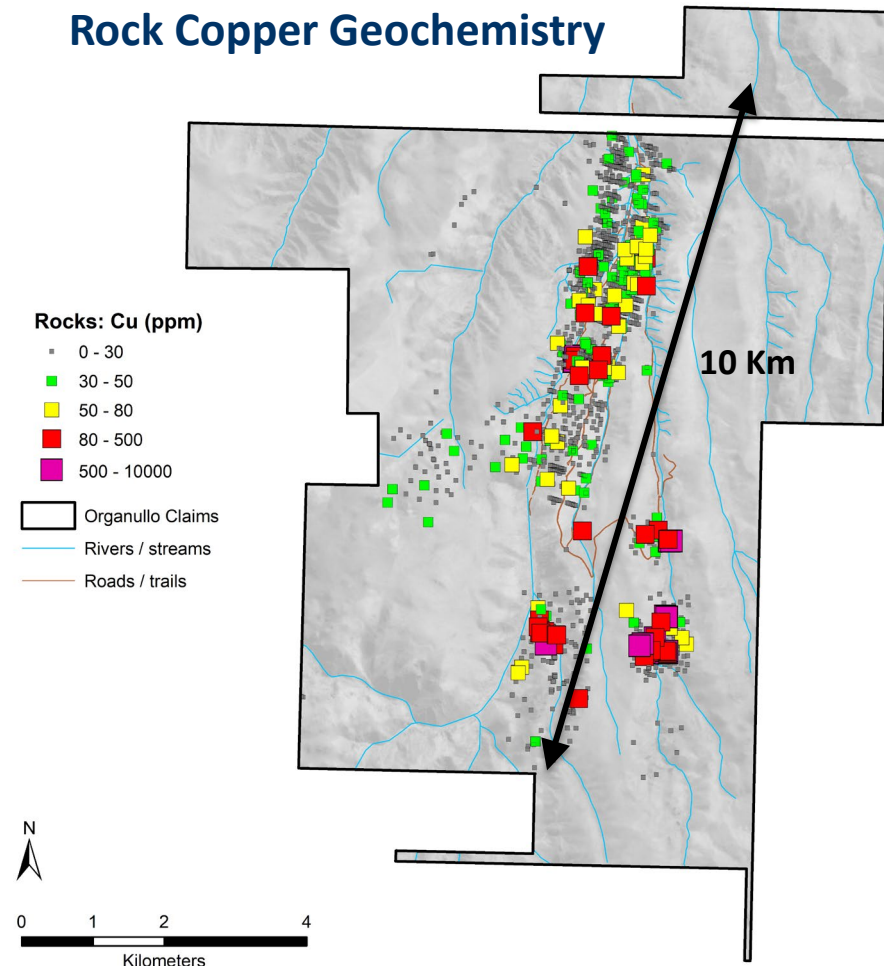 Rock Copper Geochemistry
10 Km
Rocks: Cu (ppm)
0 - 30
30 - 50
50 - 80
80 - 500
500 - 10000
Organullo Claims
Rivers / streams
Roads / trails
N
0 1 2 4
Kilometers